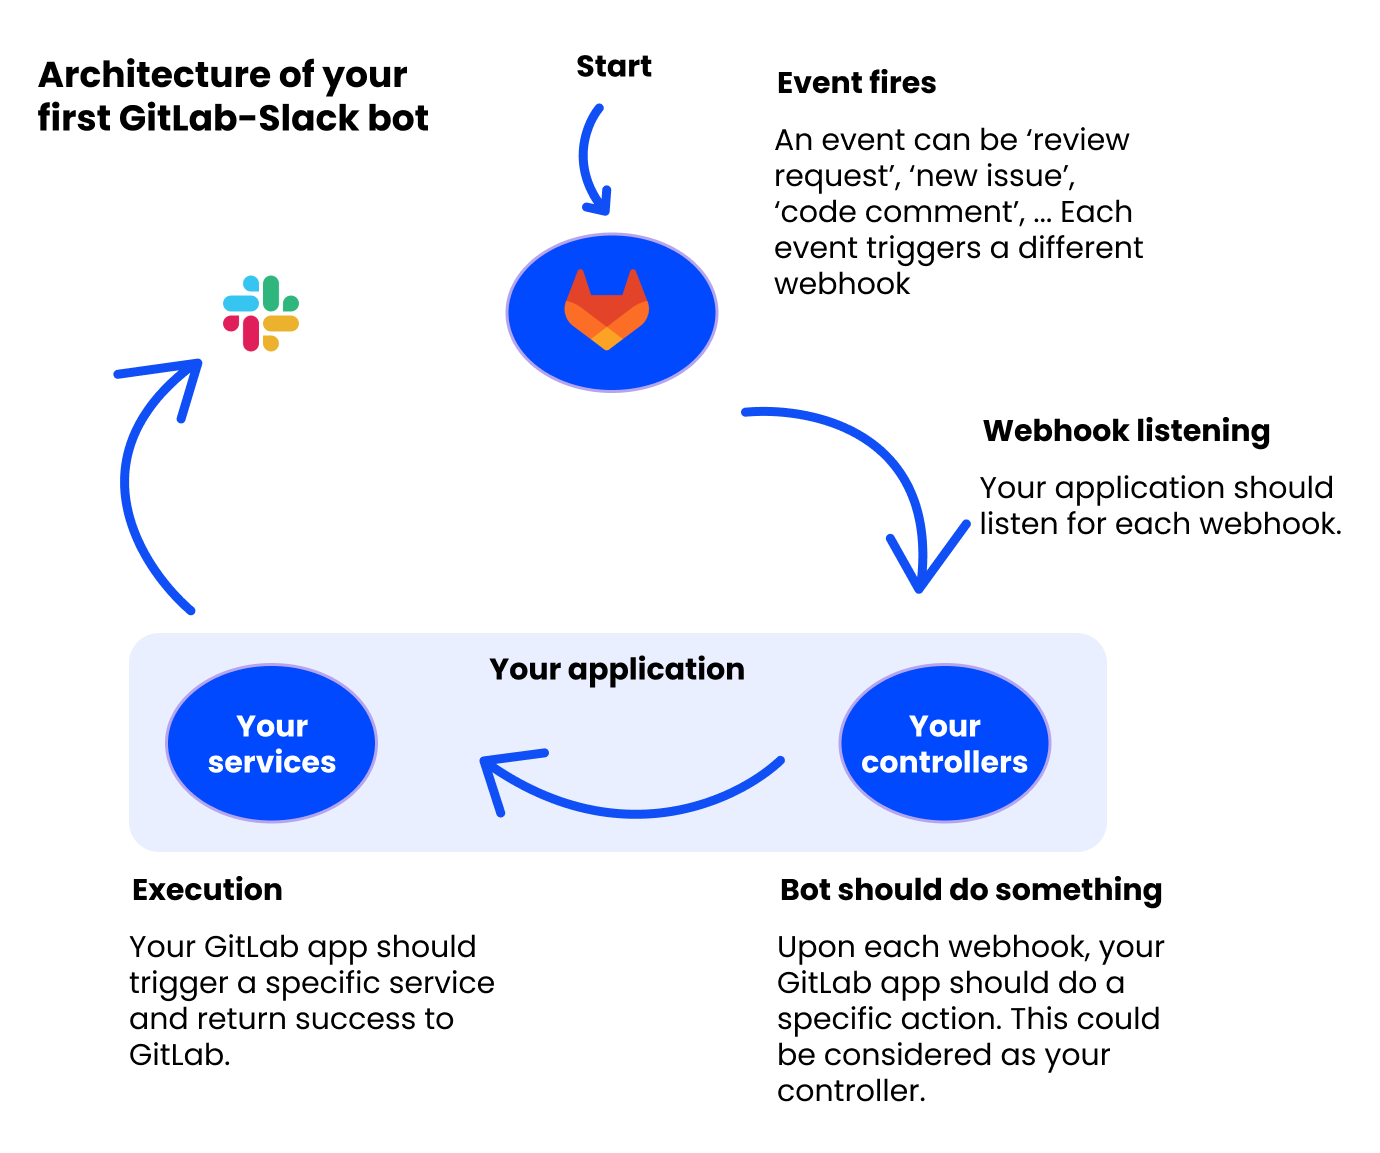 Architecture of your
first GitLab-Slack bot
Start
Event fires
An event can be ‘review
request’, ‘new issue’,
‘code comment’, ... Each
event triggers a different
webhook
Webhook listening
Your application should
listen for each webhook.
Your application
Your
services
Your
controllers
Execution
Your GitLab app should
trigger a specific service
and return success to
GitLab.
Bot should do something
Upon each webhook, your
GitLab app should do a
specific action. This could
be considered as your
controller.